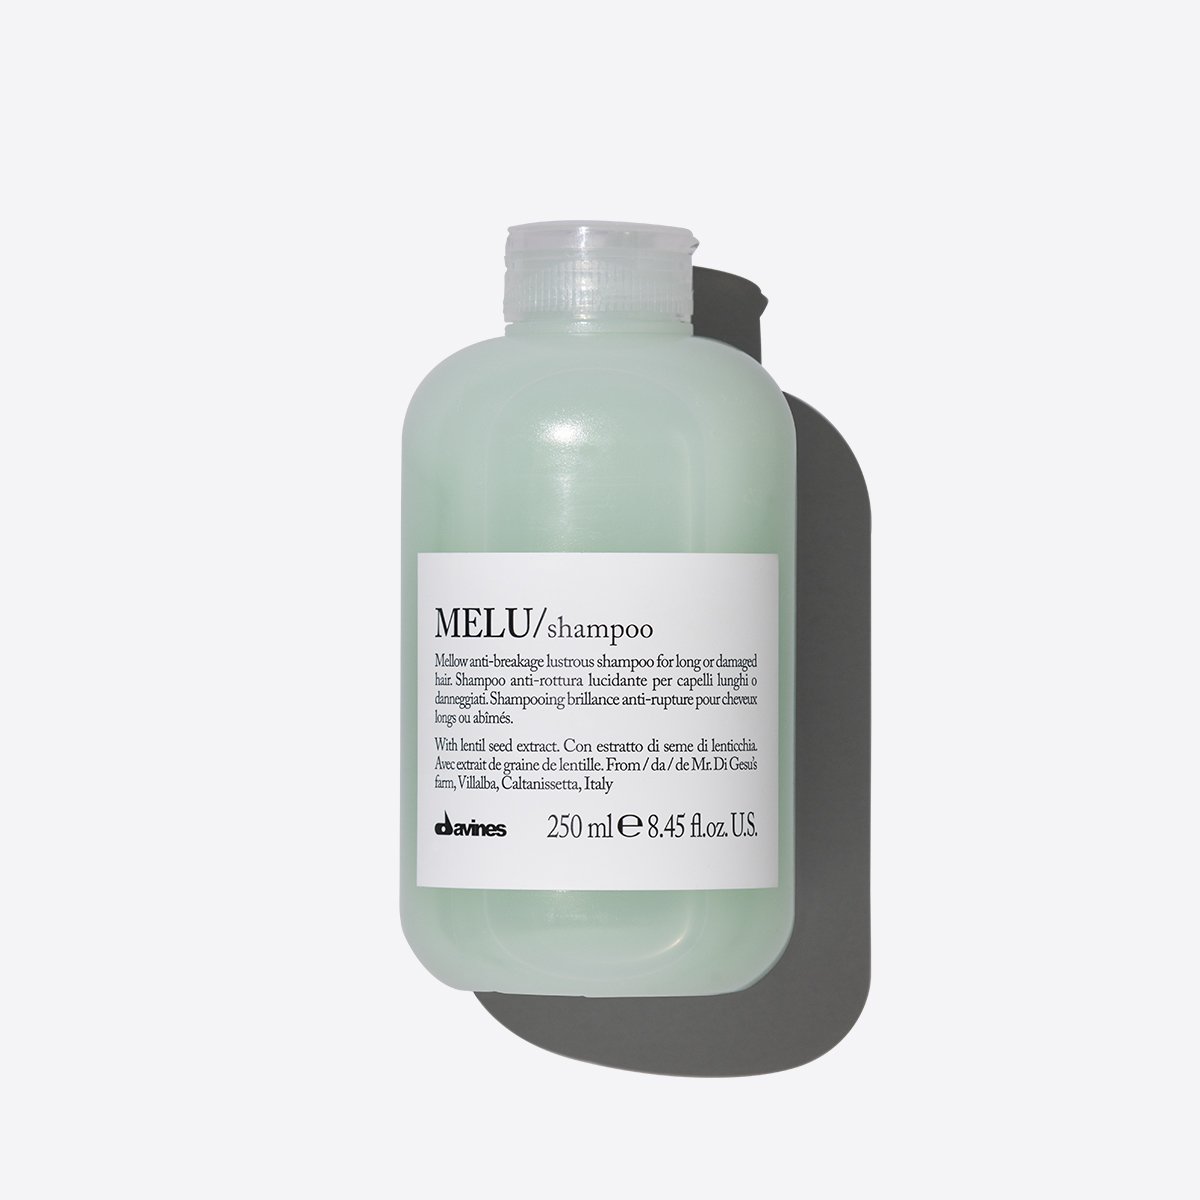 MELU/shampoo
Mellow anti-breakage lustrous shampoo for long or damaged
hair. Shampoo anti-rottura lucidante per capelli lunghi o
danneggiati. Shampooing brillance anti-rupture pour cheveux
longs ou abîmés.
With lentil seed extract. Con estratto di seme di lenticchia.
Avec extrait de graine de lentille. From / da / de Mr. Di Gesu's
farm, Villalba, Caltanissetta, Italy
davines 250 ml ℮ 8.45 fl.oz. U.S.